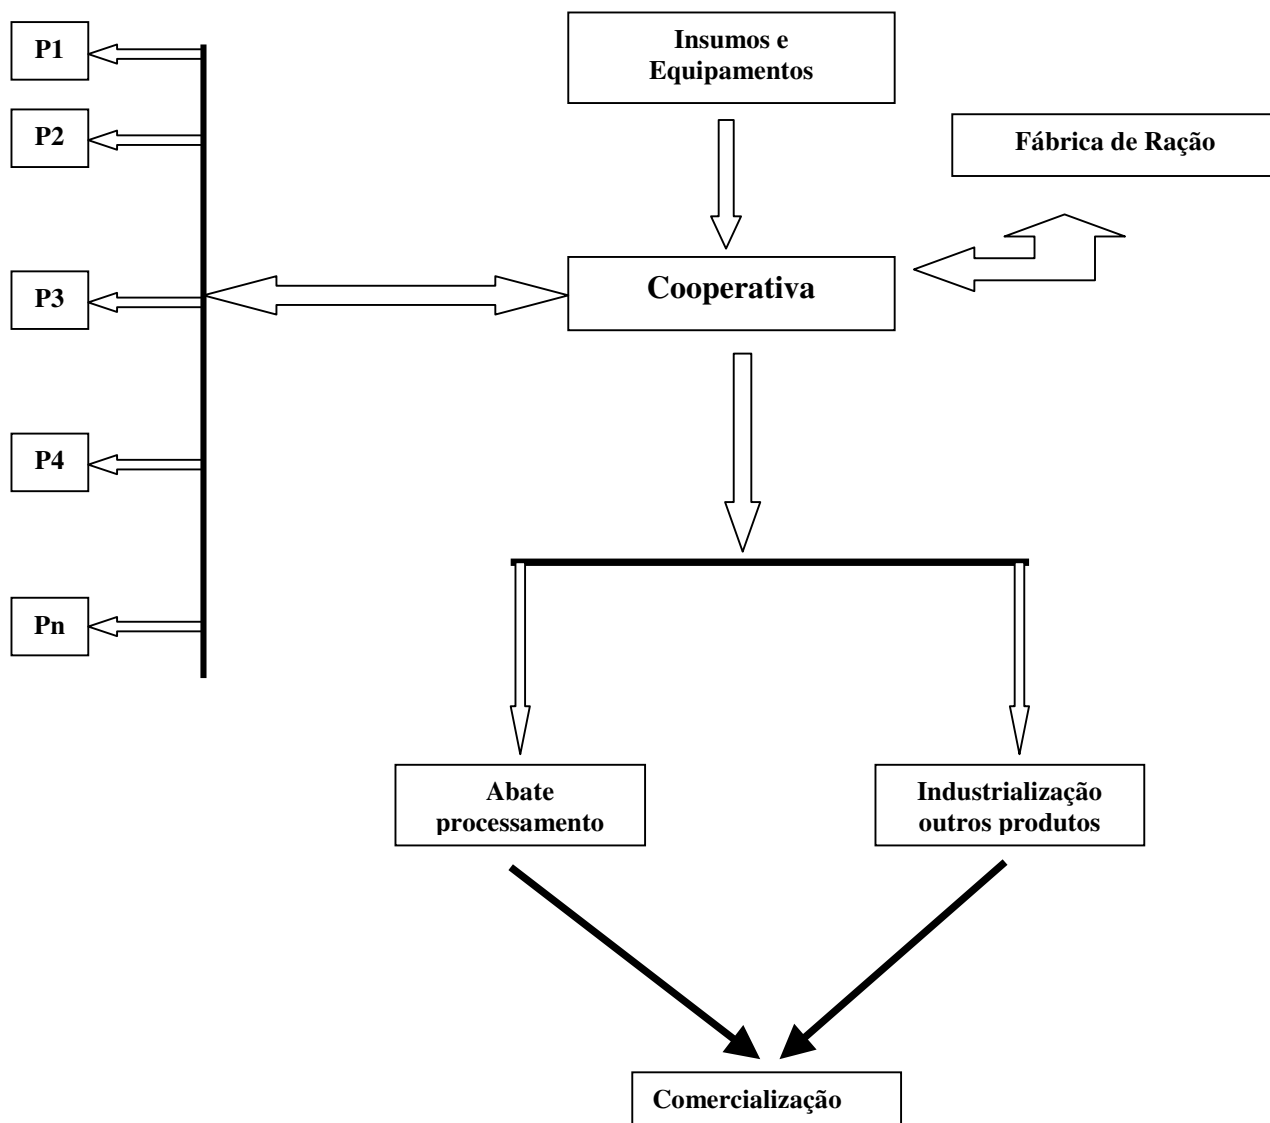 P1
Insumos e
Equipamentos
P2
Fábrica de Ração
P3
Cooperativa
P4
Pn
Abate
processamento
Industrialização
outros produtos
Comercialização